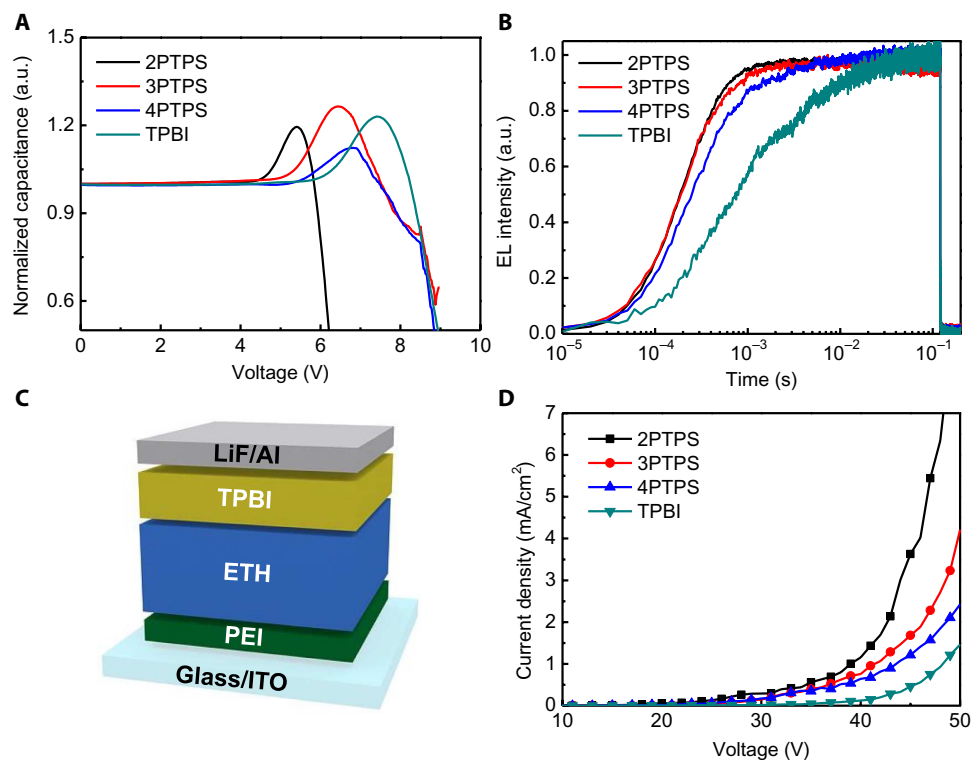 A
Normalized capacitance (a.u.)
1.5
1.2
0.9
0.6
2PTPS
3PTPS
4PTPS
TPBI
0
2
4
6
8
10
Voltage (V)
B
EL intensity (a.u.)
1.0
0.8
0.6
0.4
0.2
0.0
2PTPS
3PTPS
4PTPS
TPBI
10⁻⁵
10⁻⁴
10⁻³
10⁻²
10⁻¹
Time (s)
C
LiF/Al
TPBI
ETH
PEI
Glass/ITO
D
Current density (mA/cm²)
7
6
5
4
3
2
1
0
2PTPS
3PTPS
4PTPS
TPBI
10
20
30
40
50
Voltage (V)